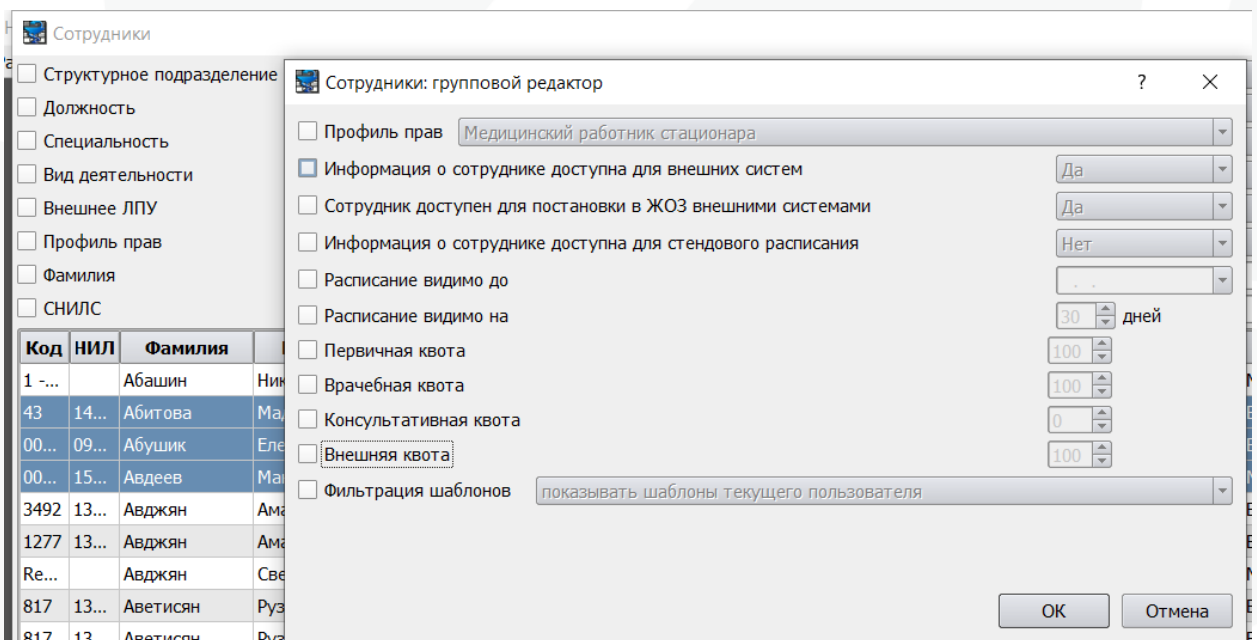 Сотрудники
Структурное подразделение
Должность
Специальность
Вид деятельности
Внешнее ЛПУ
Профиль прав
Фамилия
СНИЛС
Код НИЛ Фамилия
1 -... Абашин Ник
43 14... Абитова
00... 09... Абушик Еле
00... 15... Авдеев
3492 13... Авджян
1277 13... Авджян
Re... Авджян Све
817 13... Аветисян Руз
817 13 Аветисян
Сотрудники: групповой редактор ?
Профиль прав Медицинский работник стационара
Информация о сотруднике доступна для внешних систем Да
Сотрудник доступен для постановки в ЖОЗ внешними системами Да
Информация о сотруднике доступна для стендового расписания Нет
Расписание видимо до . .
Расписание видимо на 30 дней
Первичная квота 100
Врачебная квота 100
Консультативная квота 0
Внешняя квота 100
Фильтрация шаблонов показывать шаблоны текущего пользователя
ОК Отмена